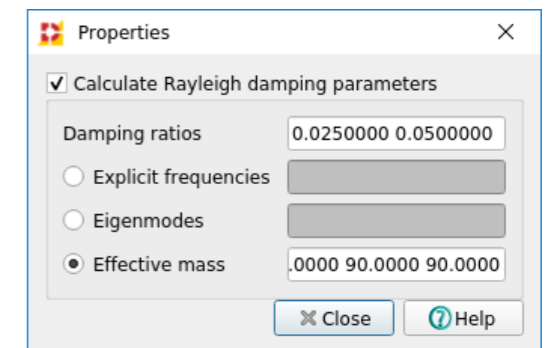 Properties
Calculate Rayleigh damping parameters
Damping ratios 0.0250000 0.0500000
Explicit frequencies
Eigenmodes
Effective mass .0000 90.0000 90.0000
Close Help